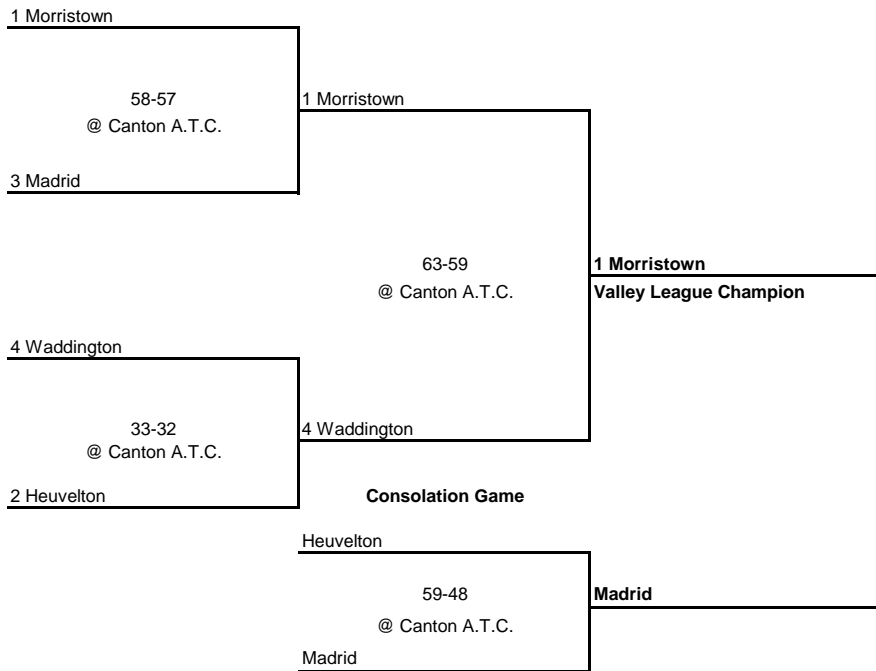 1 Morristown
58-57
1 Morristown
@ Canton A.T.C.
3 Madrid
63-59
1 Morristown
@ Canton A.T.C.
Valley League Champion
4 Waddington
33-32
4 Waddington
@ Canton A.T.C.
2 Heuvelton
Consolation Game
Heuvelton
59-48
Madrid
@ Canton A.T.C.
Madrid